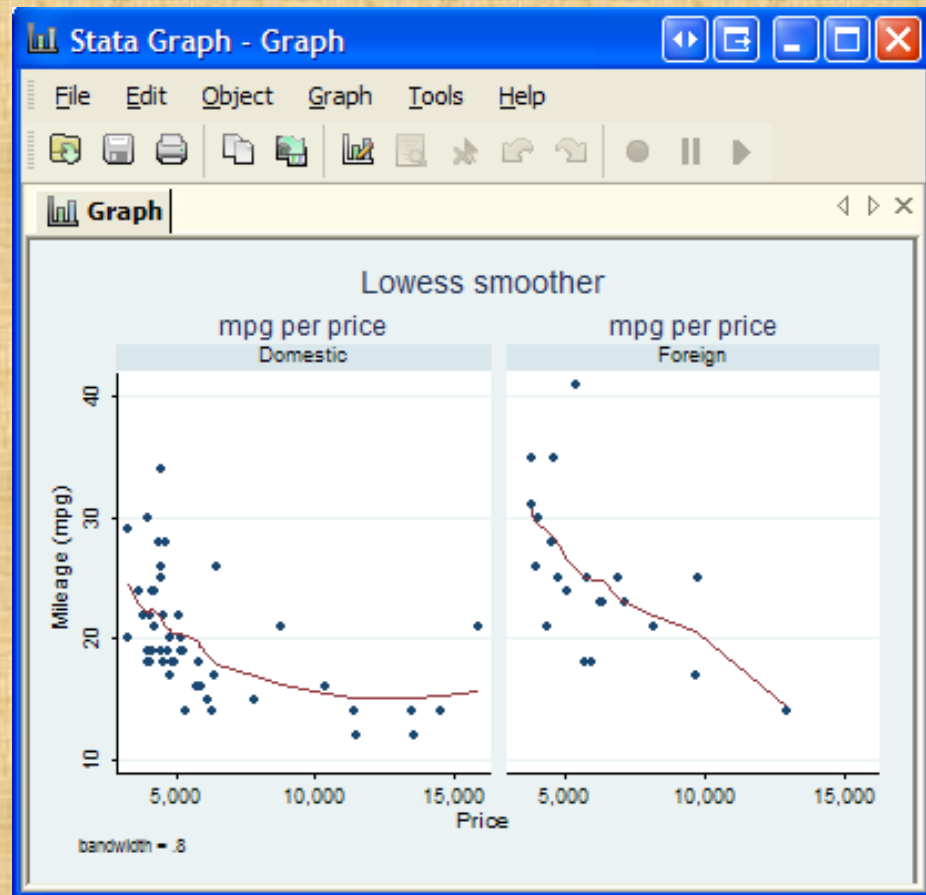 Stata Graph - Graph
File Edit Object Graph Tools Help
Graph
Lowess smoother
mpg per price
mpg per price
Domestic
Foreign
Mileage (mpg)
40
30
20
10
5,000 10,000 15,000
5,000 10,000 15,000
Price
bandwidth = .8